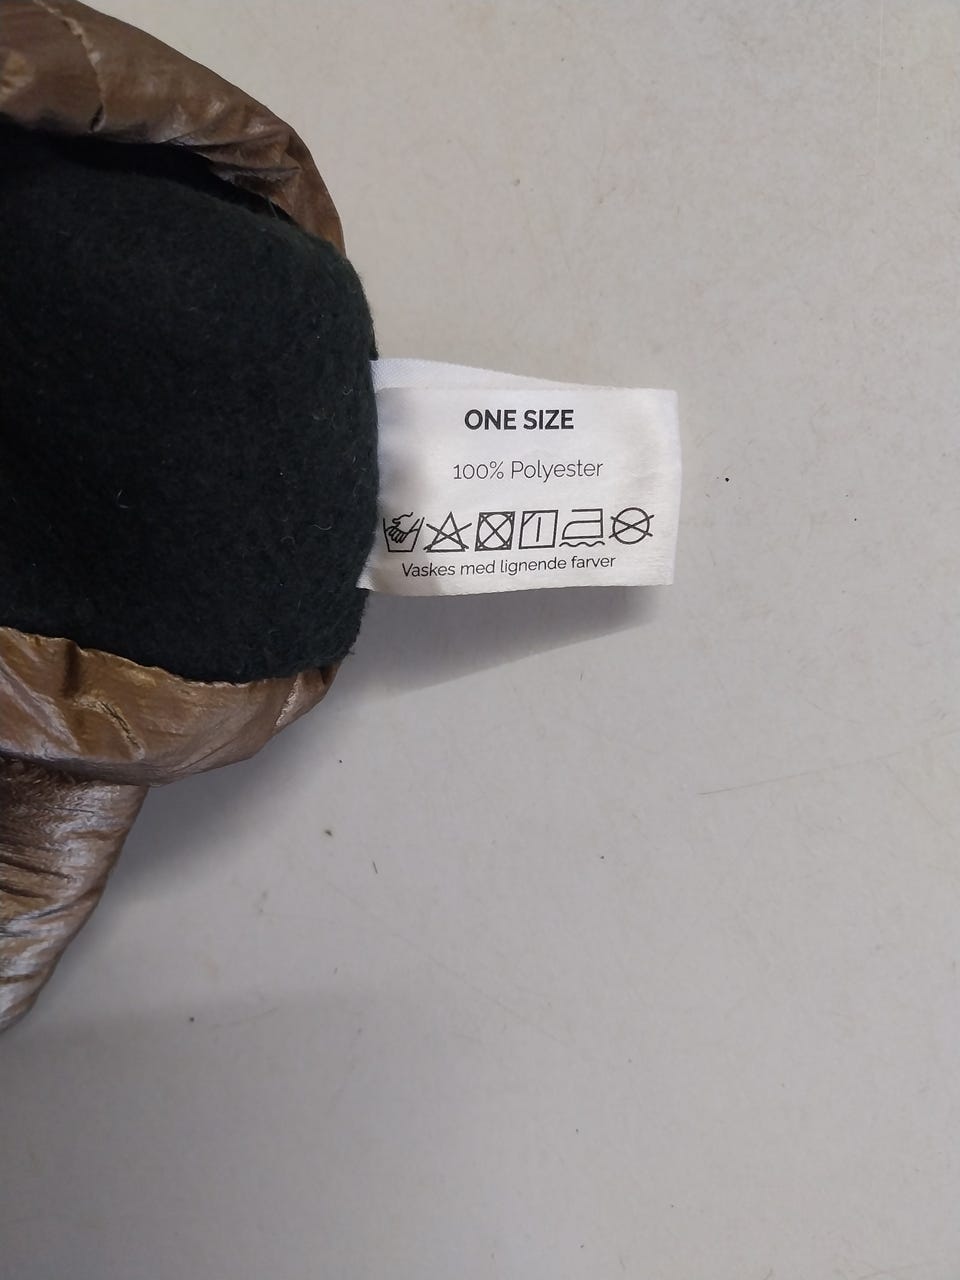 ONE SIZE
100% Polyester
Vaskes med lignende farver